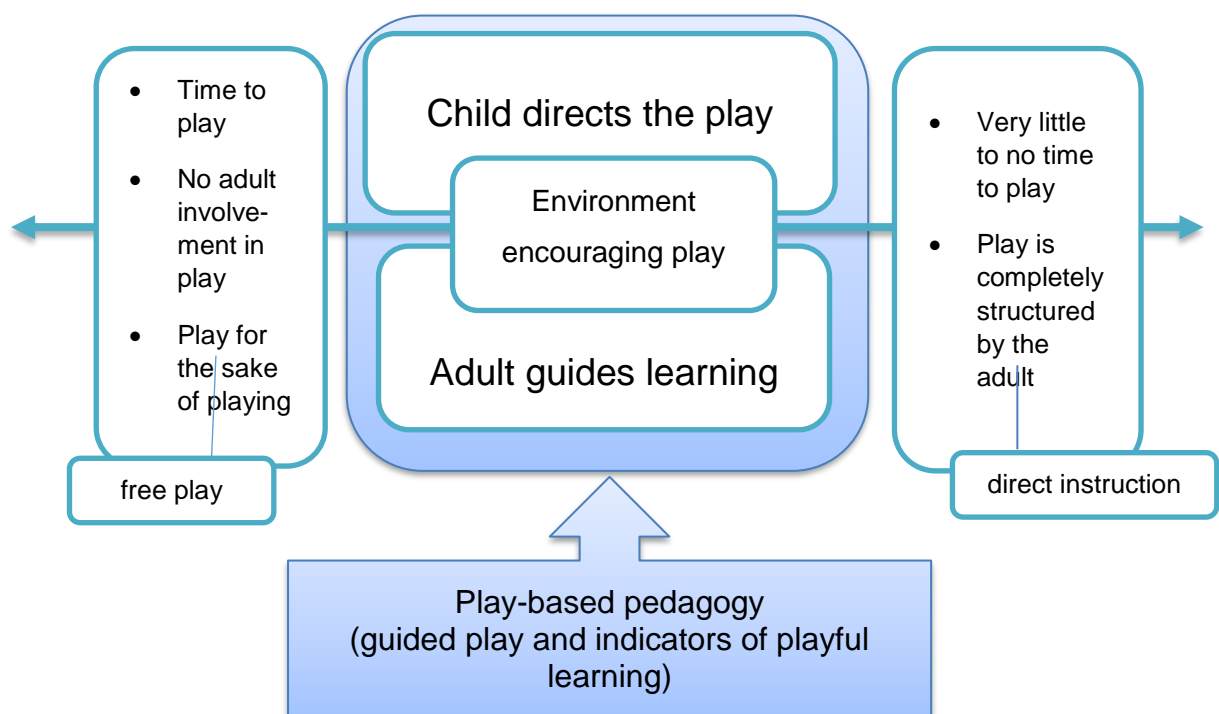 • Time to
play
• No adult
involve-
ment in
play
• Play for
the sake
of playing
free play
Child directs the play
Environment
encouraging play
Adult guides learning
• Very little
to no time
to play
• Play is
completely
structured
by the
adult
direct instruction
Play-based pedagogy
(guided play and indicators of playful
learning)